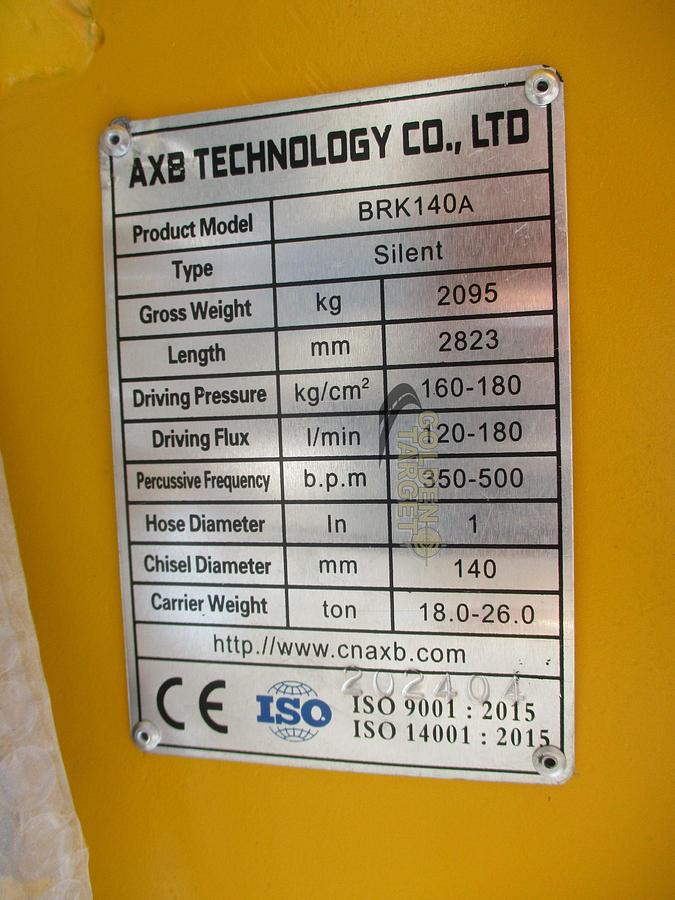 AXB TECHNOLOGY CO., LTD
Product Model BRK140A
Type Silent
Gross Weight kg 2095
Length mm 2823
Driving Pressure kg/cm² 160-180
Driving Flux l/min 120-180
Percussive Frequency b.p.m 350-500
Hose Diameter In 1
Chisel Diameter mm 140
Carrier Weight ton 18.0-26.0
http.//www.cnaxb.com
202404
CE ISO ISO 9001 : 2015
ISO 14001 : 2015
GOLDEN
TARGET